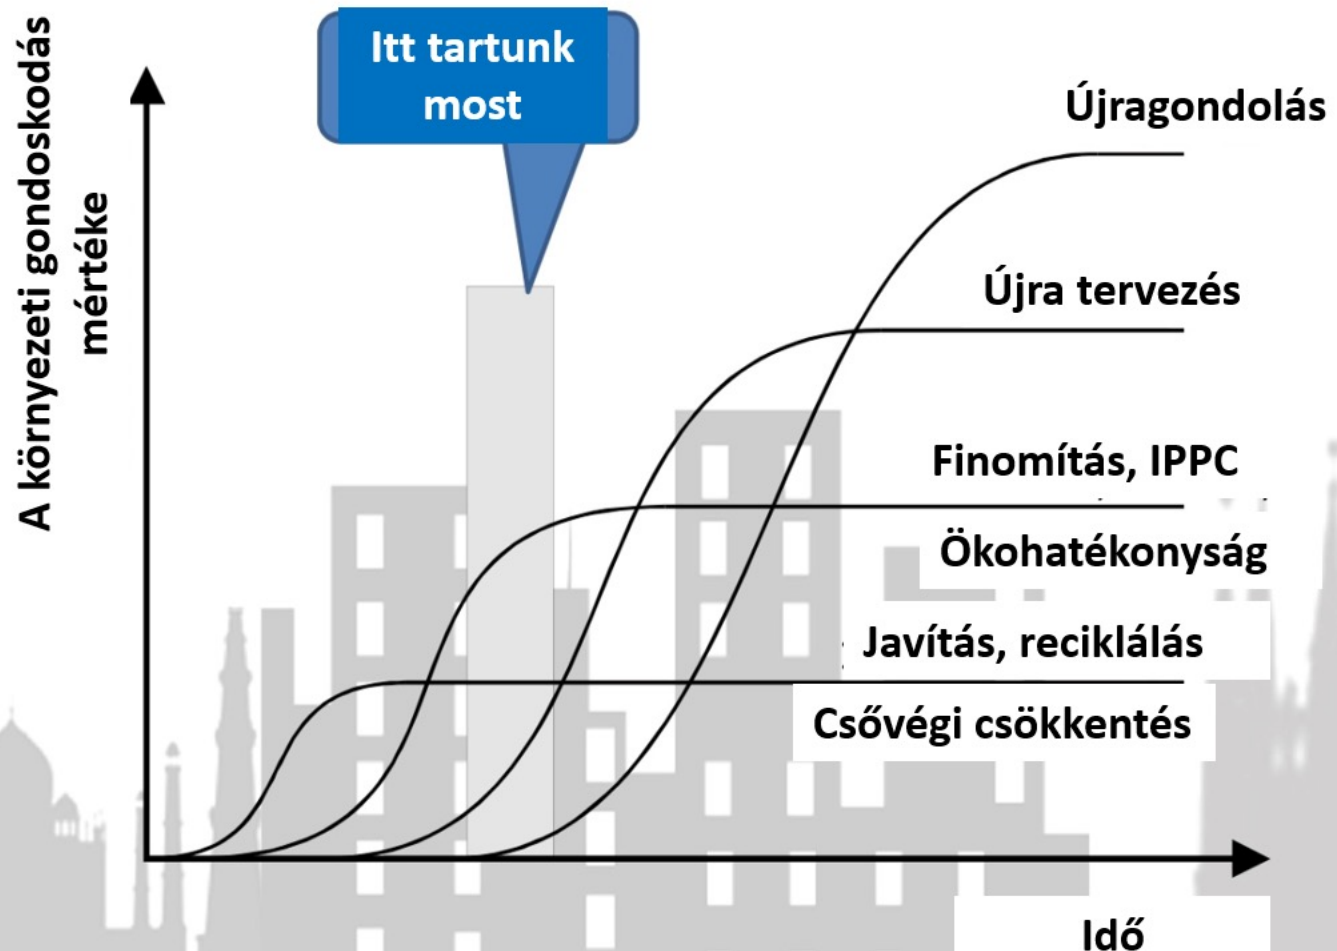 A környezeti gondoskodás
mértéke
Itt tartunk
most
Újragondolás
Újra tervezés
Finomítás, IPPC
Ökohatékonyság
Javítás, reciklálás
Csővégi csökkentés
Idő